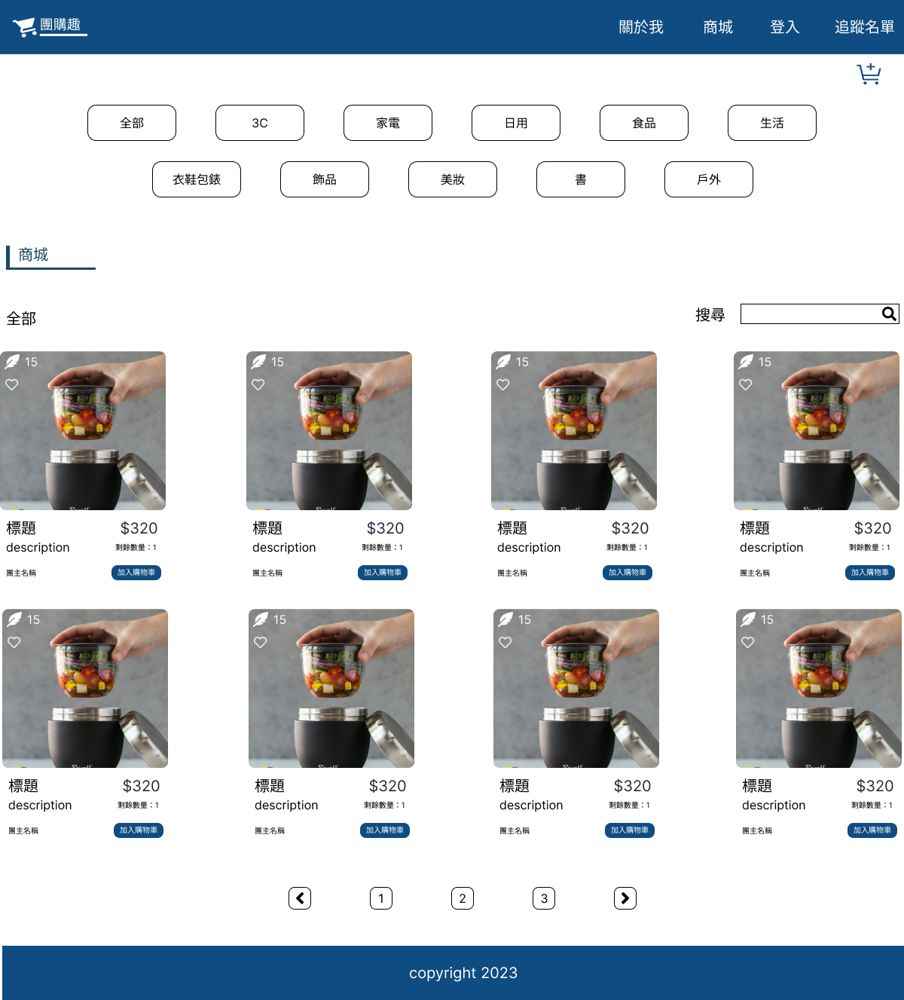 團購趣
關於我 商城 登入 追蹤名單
全部 3C 家電 日用 食品 生活
衣鞋包錶 飾品 美妝 書 戶外
商城
全部
搜尋
15 15 15 15
標題 $320 標題 $320 標題 $320 標題 $320
description 剩餘數量：1 description 剩餘數量：1 description 剩餘數量：1 description 剩餘數量：1
團主名稱 加入購物車 團主名稱 加入購物車 團主名稱 加入購物車 團主名稱 加入購物車
15 15 15 15
標題 $320 標題 $320 標題 $320 標題 $320
description 剩餘數量：1 description 剩餘數量：1 description 剩餘數量：1 description 剩餘數量：1
團主名稱 加入購物車 團主名稱 加入購物車 團主名稱 加入購物車 團主名稱 加入購物車
1 2 3
copyright 2023